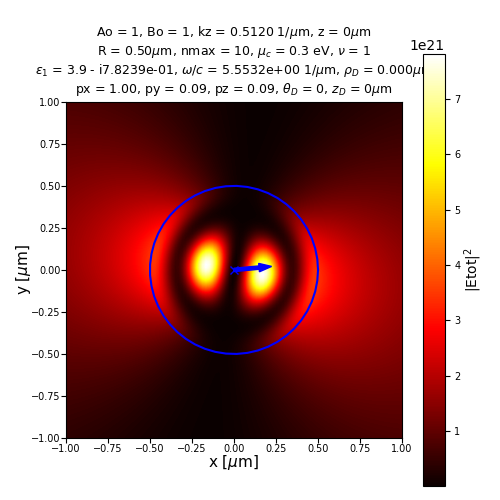 Ao = 1, Bo = 1, kz = 0.5120 1/μm, z = 0μm
R = 0.50μm, nmax = 10, μc = 0.3 eV, ν = 1
ε1 = 3.9 - i7.8239e-01, ω/c = 5.5532e+00 1/μm, ρD = 0.000μ
px = 1.00, py = 0.09, pz = 0.09, θD = 0, zD = 0μm
1e21
1.00
0.75
0.50
0.25
0.00
−0.25
−0.50
−0.75
−1.00
y [μm]
−1.00 −0.75 −0.50 −0.25 0.00 0.25 0.50 0.75 1.00
x [μm]
7
6
5
4
3
2
1
|Etot|²